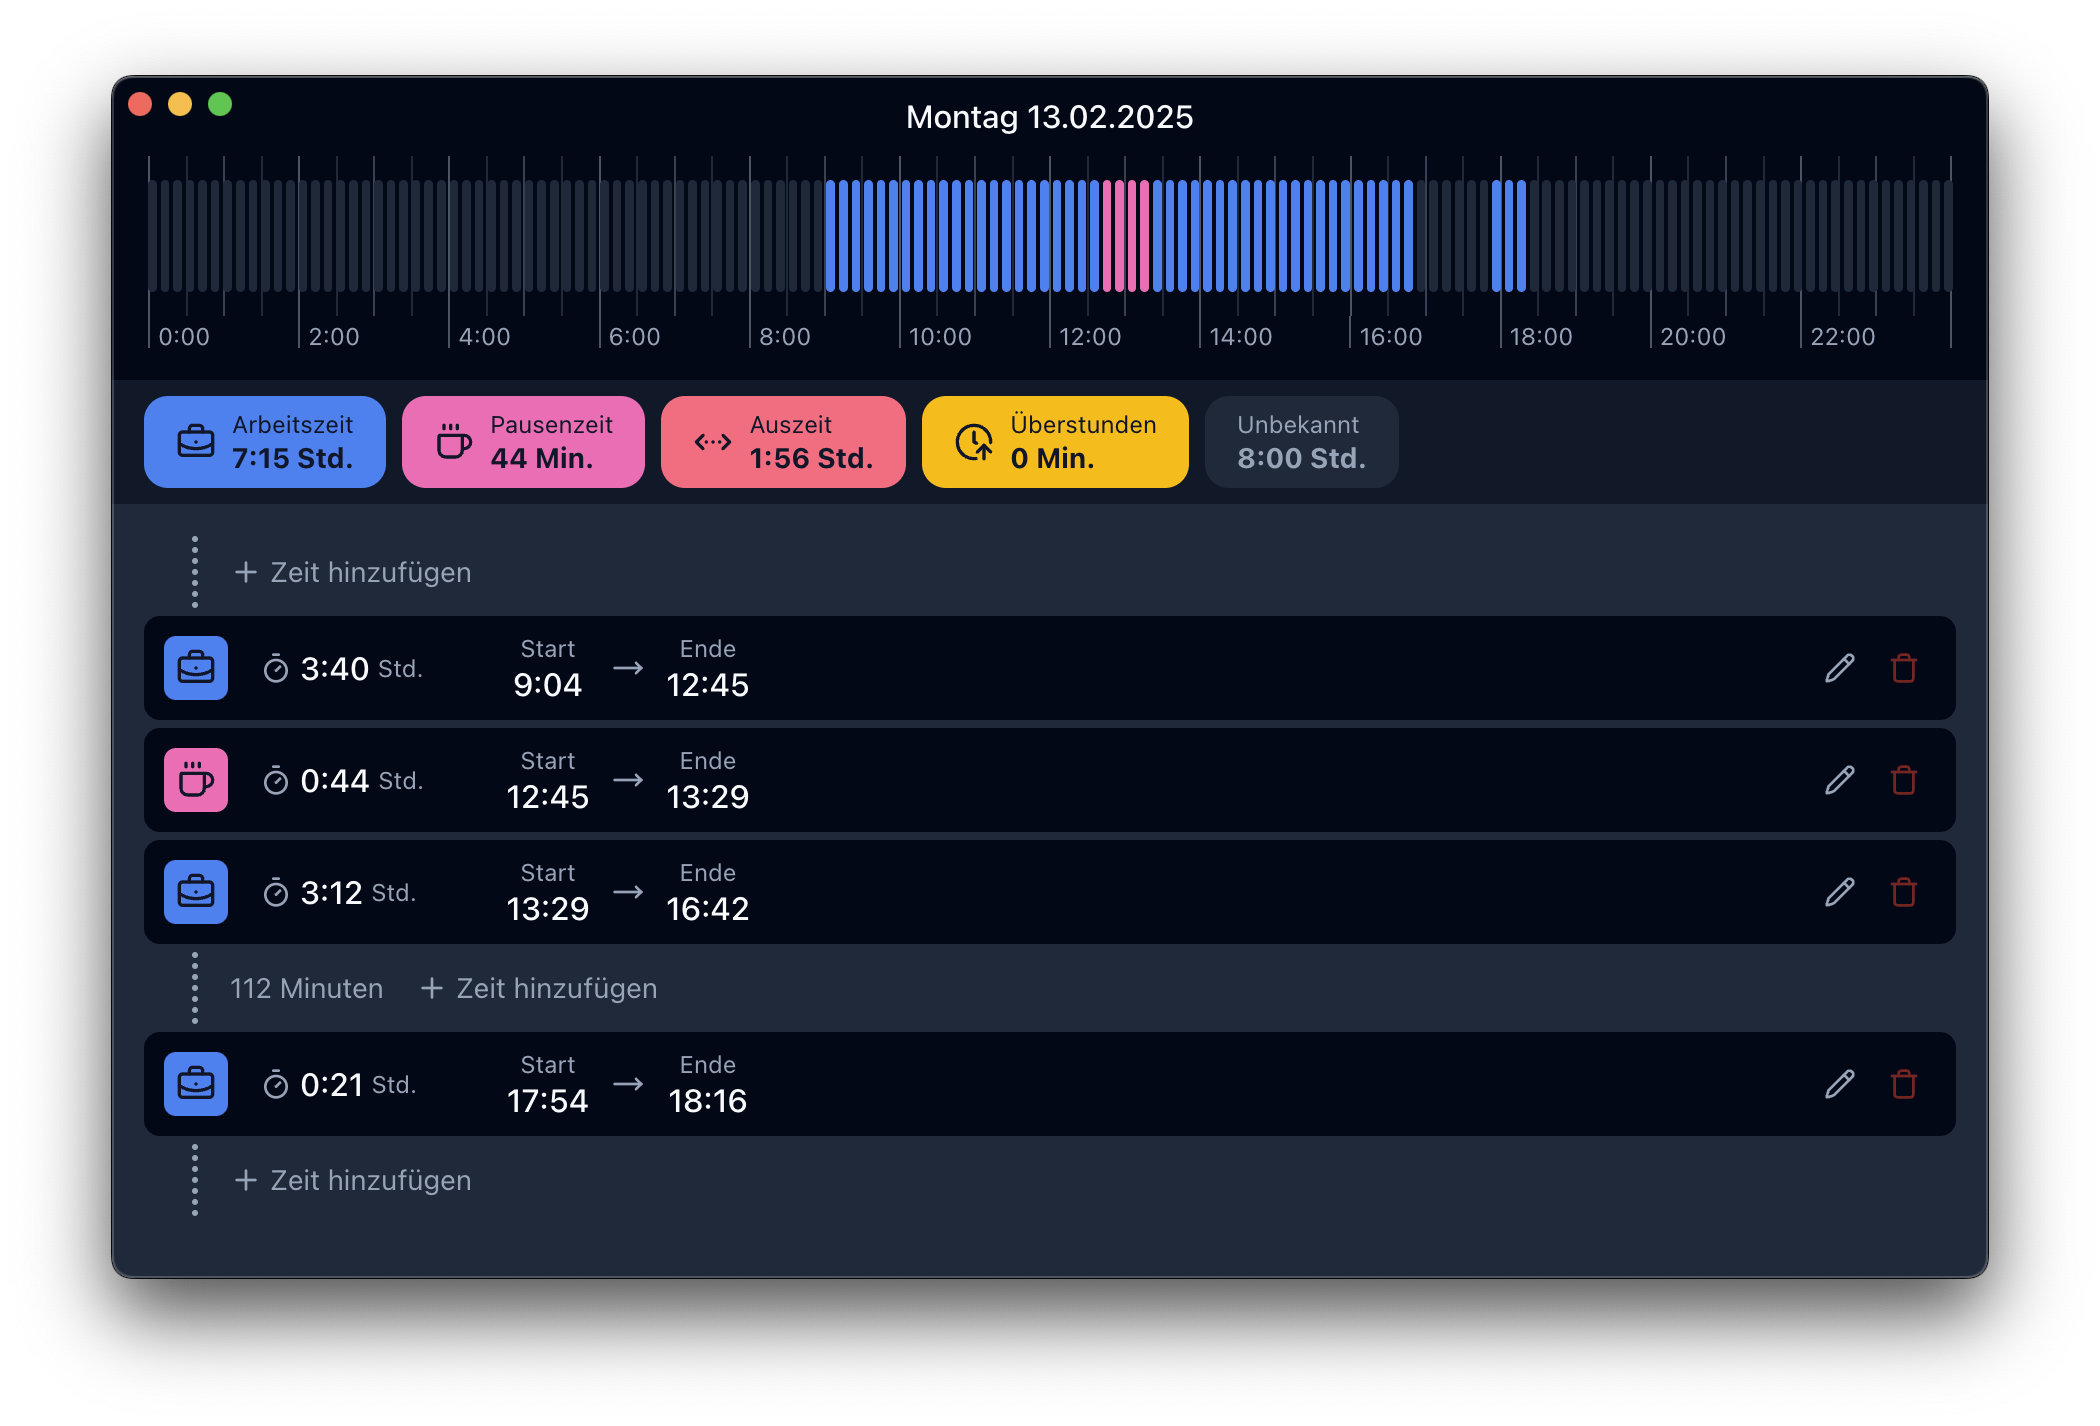 Montag 13.02.2025
0:00 2:00 4:00 6:00 8:00 10:00 12:00 14:00 16:00 18:00 20:00 22:00
Arbeitszeit
7:15 Std.
Pausenzeit
44 Min.
Auszeit
1:56 Std.
Überstunden
0 Min.
Unbekannt
8:00 Std.
+ Zeit hinzufügen
3:40 Std.
Start
9:04
→
Ende
12:45
0:44 Std.
Start
12:45
→
Ende
13:29
3:12 Std.
Start
13:29
→
Ende
16:42
112 Minuten + Zeit hinzufügen
0:21 Std.
Start
17:54
→
Ende
18:16
+ Zeit hinzufügen